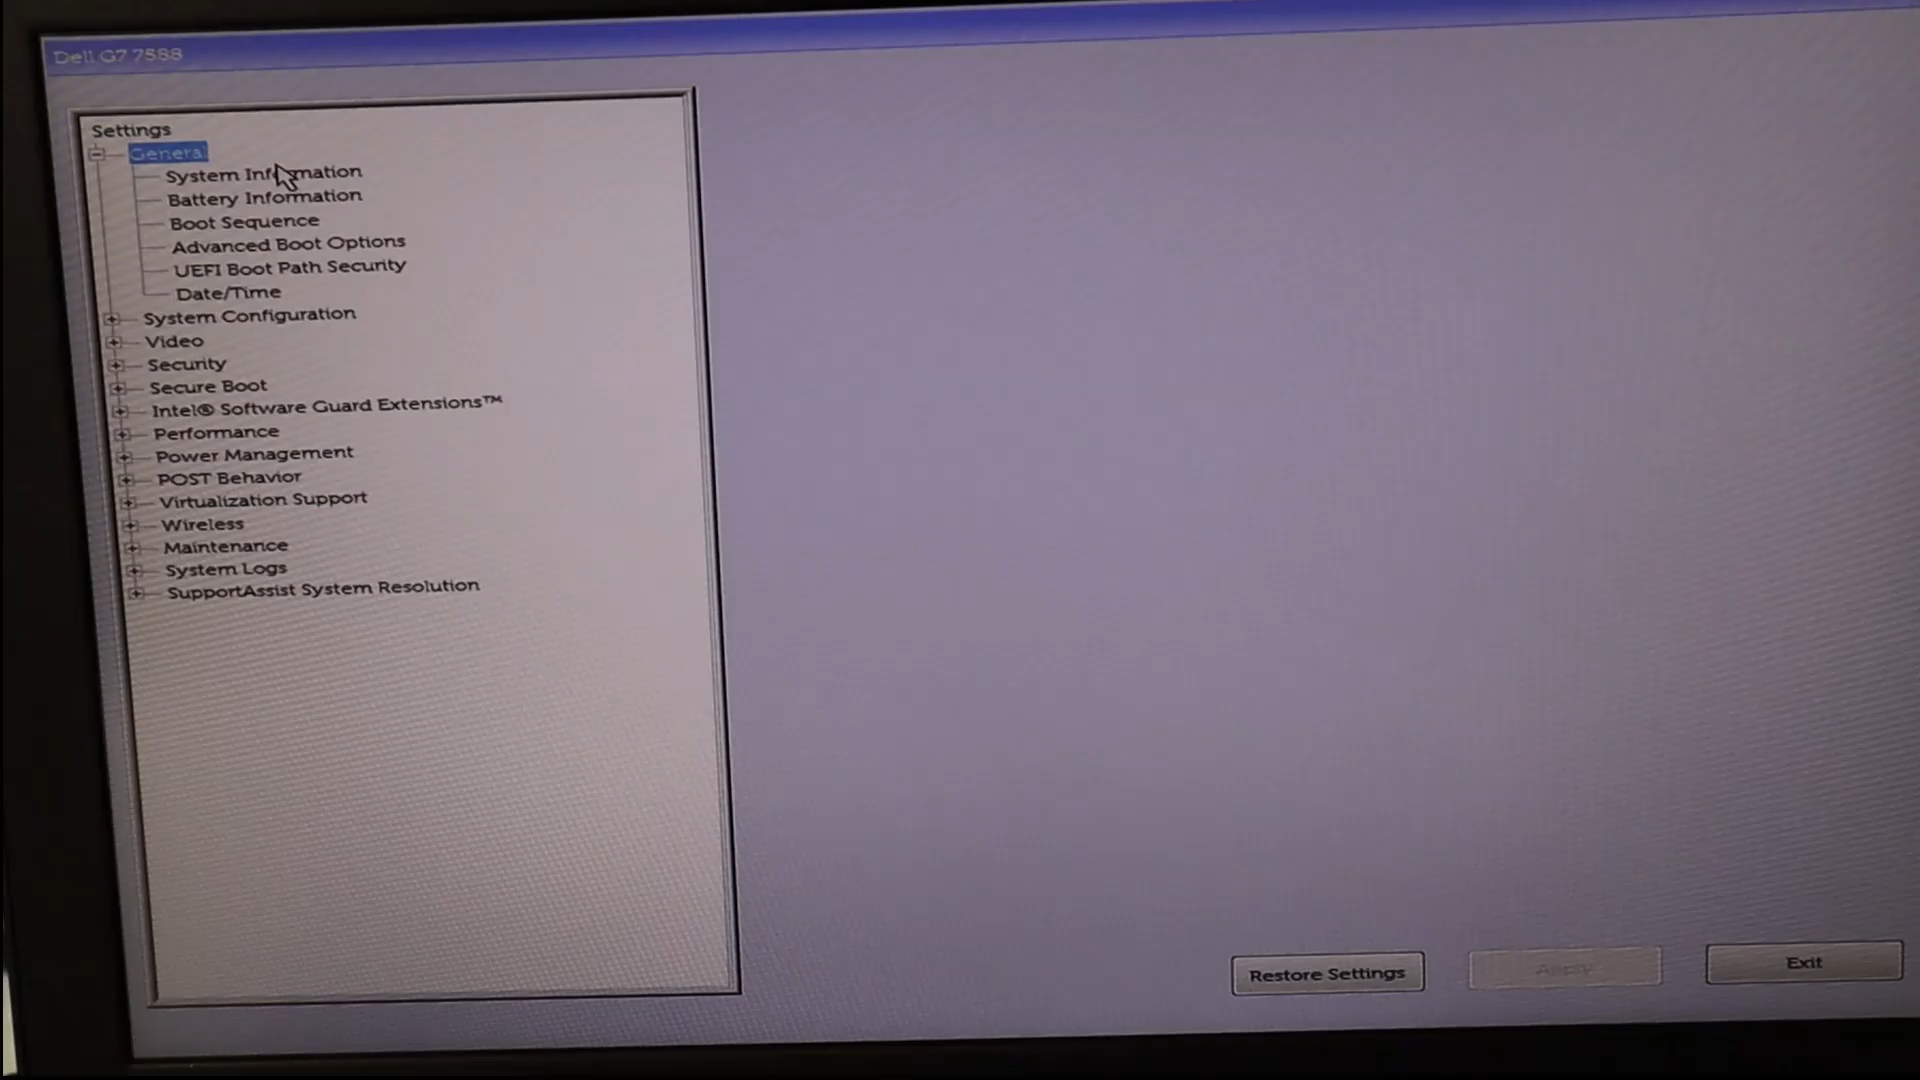 Dell G7 7588
Settings
General
System Information
Battery Information
Boot Sequence
Advanced Boot Options
UEFI Boot Path Security
Date/Time
System Configuration
Video
Security
Secure Boot
Intel® Software Guard Extensions™
Performance
Power Management
POST Behavior
Virtualization Support
Wireless
Maintenance
System Logs
SupportAssist System Resolution
Restore Settings
Apply
Exit